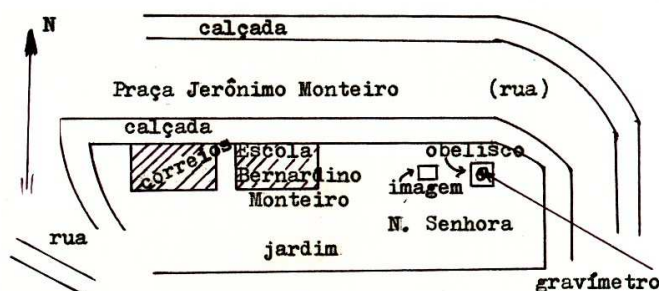 N
calçada
Praça Jerônimo Monteiro (rua)
calçada
correios
Escola
Bernardino
Monteiro
obelisco
imagem
N. Senhora
rua
jardim
gravímetro